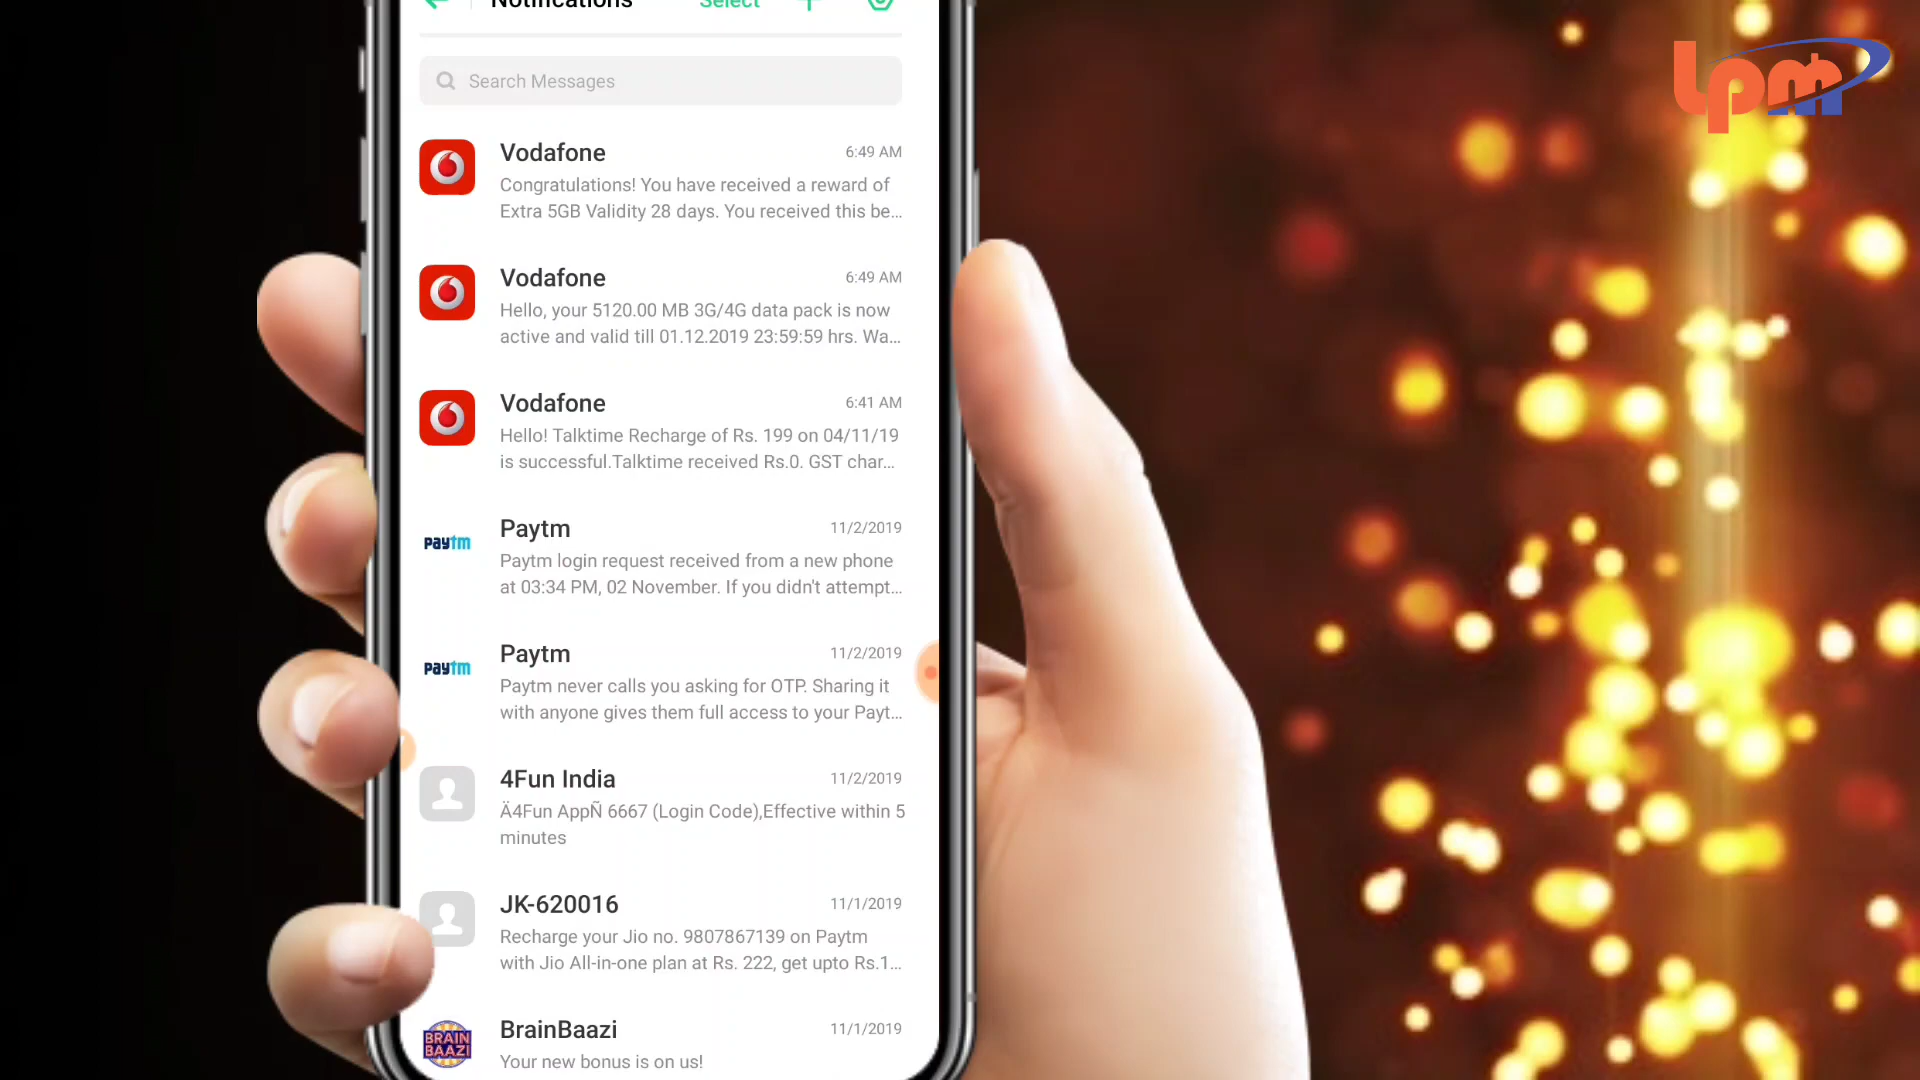 Notifications
Select
Search Messages
Vodafone
6:49 AM
Congratulations! You have received a reward of
Extra 5GB Validity 28 days. You received this be...
Vodafone
6:49 AM
Hello, your 5120.00 MB 3G/4G data pack is now
active and valid till 01.12.2019 23:59:59 hrs. Wa...
Vodafone
6:41 AM
Hello! Talktime Recharge of Rs. 199 on 04/11/19
is successful.Talktime received Rs.0. GST char...
Paytm
11/2/2019
paytm
Paytm login request received from a new phone
at 03:34 PM, 02 November. If you didn't attempt...
Paytm
11/2/2019
paytm
Paytm never calls you asking for OTP. Sharing it
with anyone gives them full access to your Payt...
4Fun India
11/2/2019
Ä4Fun AppÑ 6667 (Login Code),Effective within 5
minutes
JK-620016
11/1/2019
Recharge your Jio no. 9807867139 on Paytm
with Jio All-in-one plan at Rs. 222, get upto Rs.1...
BrainBaazi
11/1/2019
BRAIN
BAAZI
Your new bonus is on us!
lpm